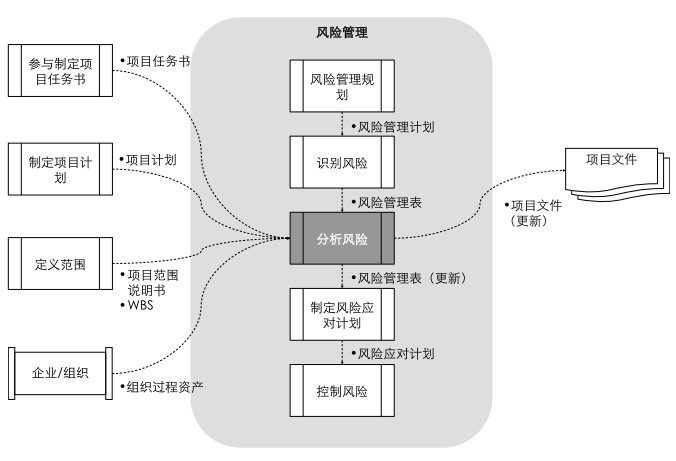 风险管理
参与制定项
目任务书
•项目任务书
制定项目计
划
•项目计划
定义范围
•项目范围
说明书
•WBS
企业/组织
•组织过程资产
风险管理规
划
•风险管理计划
识别风险
•风险管理表
分析风险
•风险管理表（更新）
制定风险应
对计划
•风险应对计划
控制风险
项目文件
•项目文件
（更新）